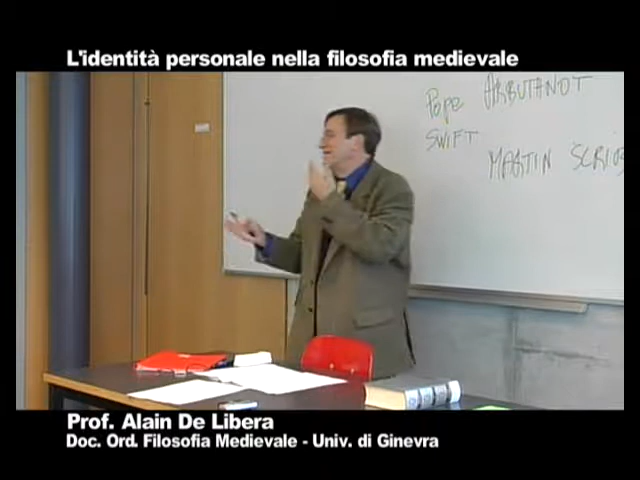 L'identità personale nella filosofia medievale
Pope ARBUTHNOT
SWIFT
MARTIN
Prof. Alain De Libera
Doc. Ord. Filosofia Medievale - Univ. di Ginevra